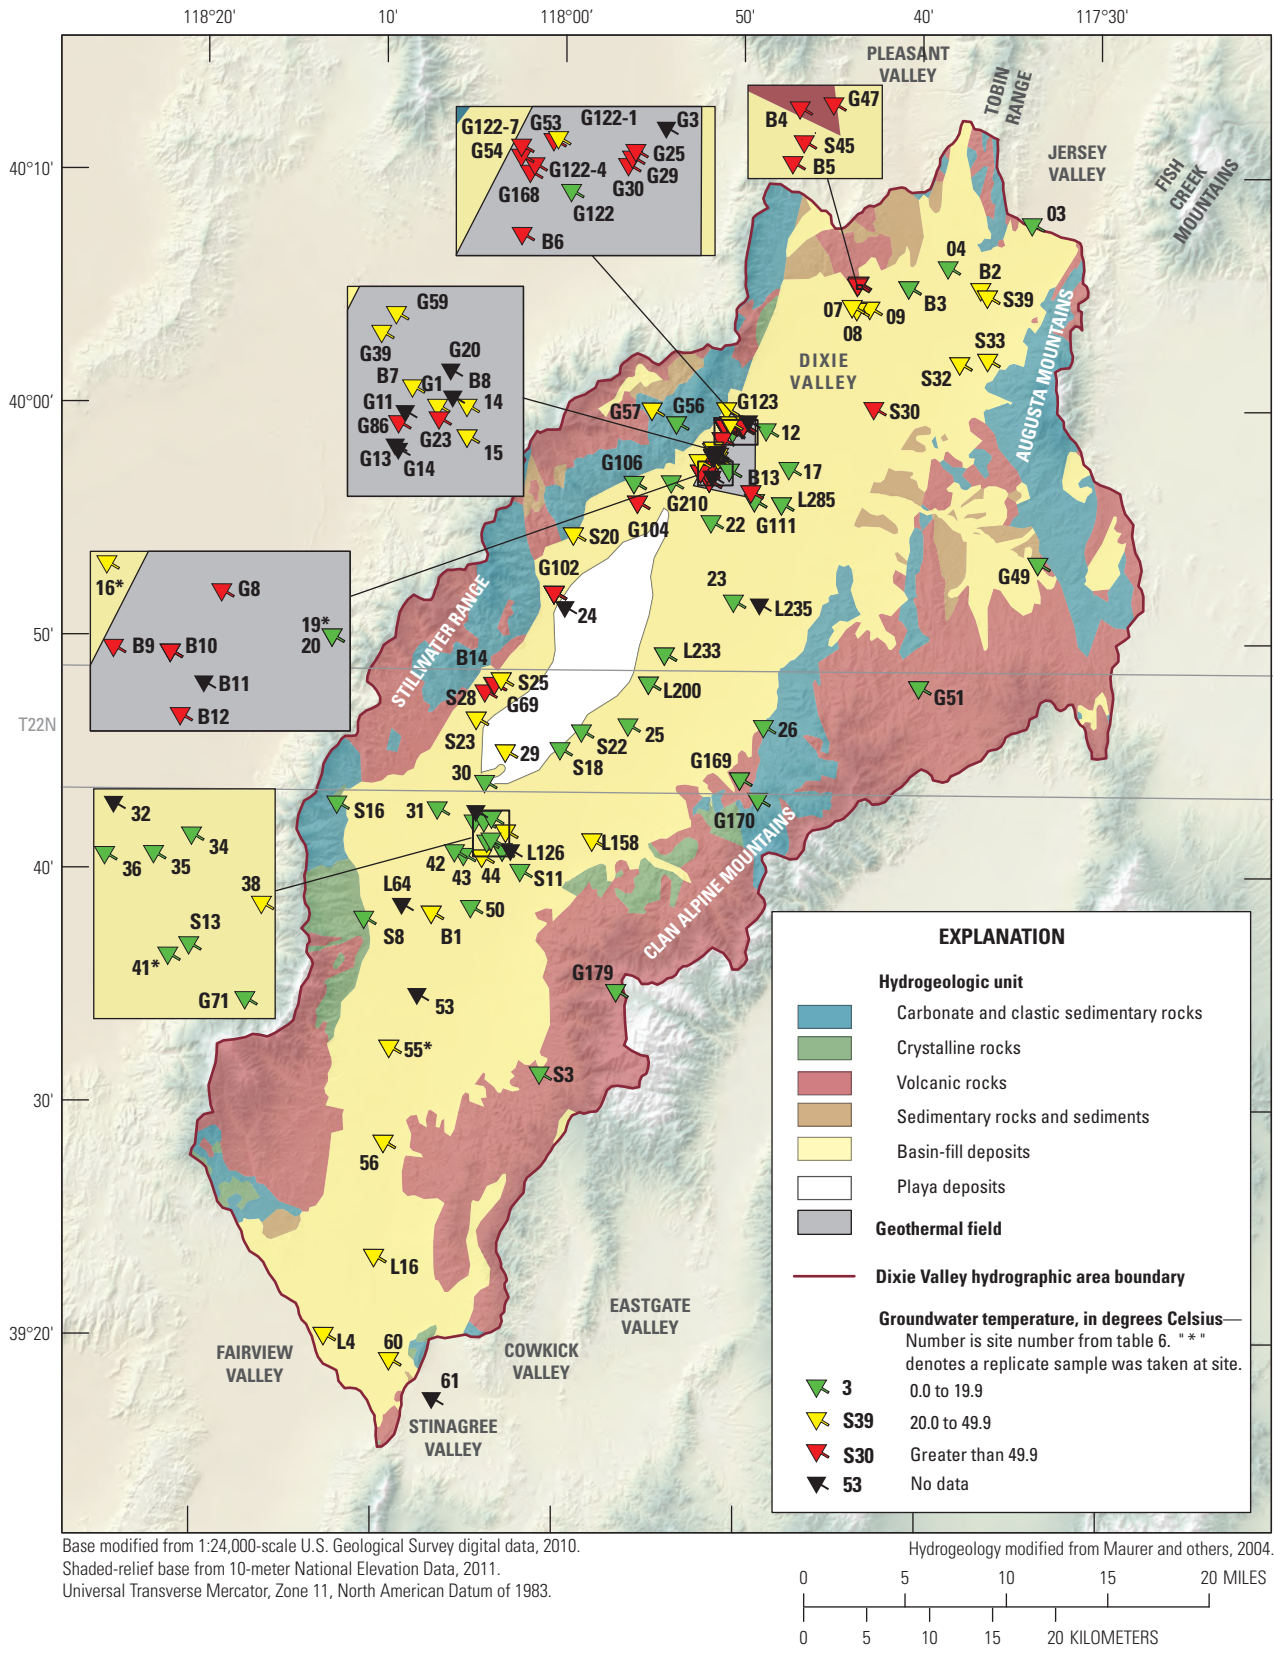 118°20'
10'
118°00'
50'
40'
117°30'
PLEASANT
VALLEY
TOBIN
RANGE
JERSEY
VALLEY
FISH
CREEK
MOUNTAINS
40°10'
40°00'
50'
T22N
40'
30'
39°20'
G122-7
G53
G122-1
G3
G54
G25
G122-4
G29
G168
G30
G122
B6
B4
G47
S45
B5
03
04
B2
B3
S39
07
08
09
S33
S32
DIXIE
VALLEY
S30
AUGUSTA MOUNTAINS
G59
G39
G20
B7
G1
B8
G11
14
G86
G23
15
G13
G14
G57
G56
G123
12
G106
B13
17
G210
L285
G104
G111
22
S20
G102
24
23
L235
G49
STILLWATER RANGE
16*
G8
19*
20
B9
B10
B11
B12
B14
S25
S28
G69
S23
L233
L200
G51
29
S22
25
26
S18
30
G169
G170
S16
31
32
34
36
35
38
S13
41*
G71
42
43
44
L126
S11
L158
L64
S8
B1
50
CLAN ALPINE MOUNTAINS
53
G179
55*
S3
56
L16
L4
60
61
FAIRVIEW
VALLEY
EASTGATE
VALLEY
COWKICK
VALLEY
STINAGREE
VALLEY
EXPLANATION
Hydrogeologic unit
Carbonate and clastic sedimentary rocks
Crystalline rocks
Volcanic rocks
Sedimentary rocks and sediments
Basin-fill deposits
Playa deposits
Geothermal field
Dixie Valley hydrographic area boundary
Groundwater temperature, in degrees Celsius—
Number is site number from table 6. "*"
denotes a replicate sample was taken at site.
3 0.0 to 19.9
S39 20.0 to 49.9
S30 Greater than 49.9
53 No data
Base modified from 1:24,000-scale U.S. Geological Survey digital data, 2010.
Shaded-relief base from 10-meter National Elevation Data, 2011.
Universal Transverse Mercator, Zone 11, North American Datum of 1983.
Hydrogeology modified from Maurer and others, 2004.
0 5 10 15 20 MILES
0 5 10 15 20 KILOMETERS